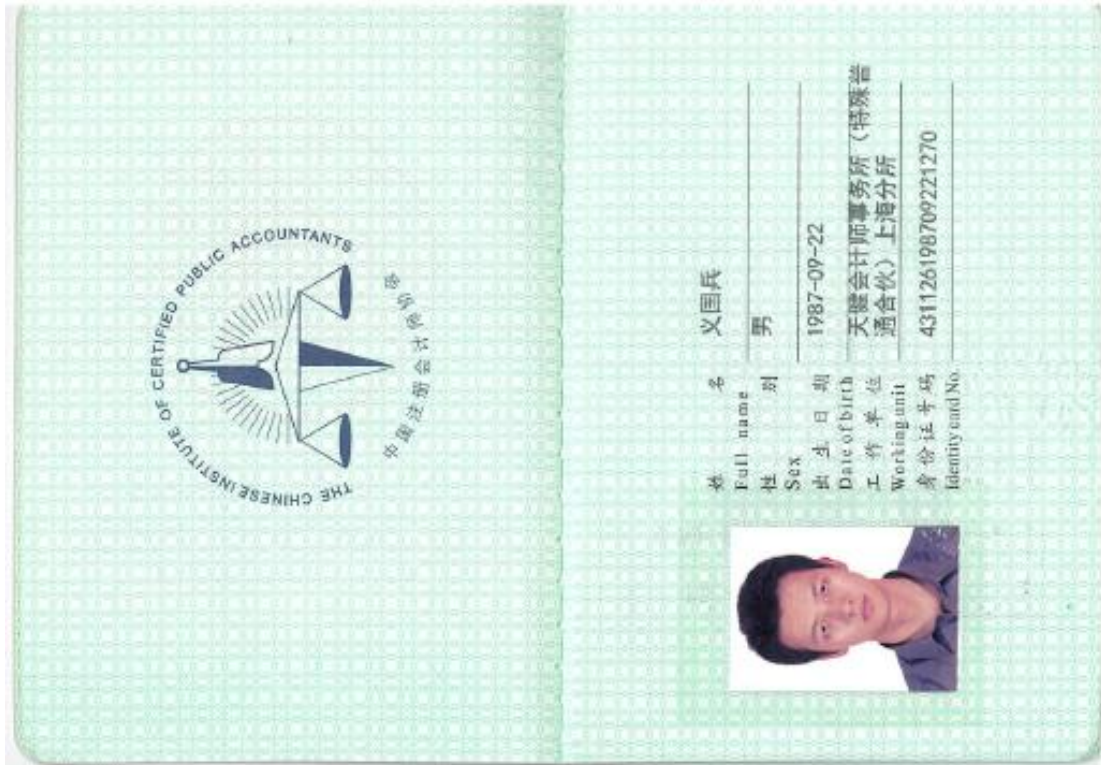 THE CHINESE INSTITUTE OF CERTIFIED PUBLIC ACCOUNTANTS
中国注册会计师协会
姓 名 义国兵
Full name
性 别 男
Sex
出生日期 1987-09-22
Date of birth
工作单位 天健会计师事务所（特殊普
通合伙）上海分所
Working unit
身份证号码 431126198709221270
Identity card No.